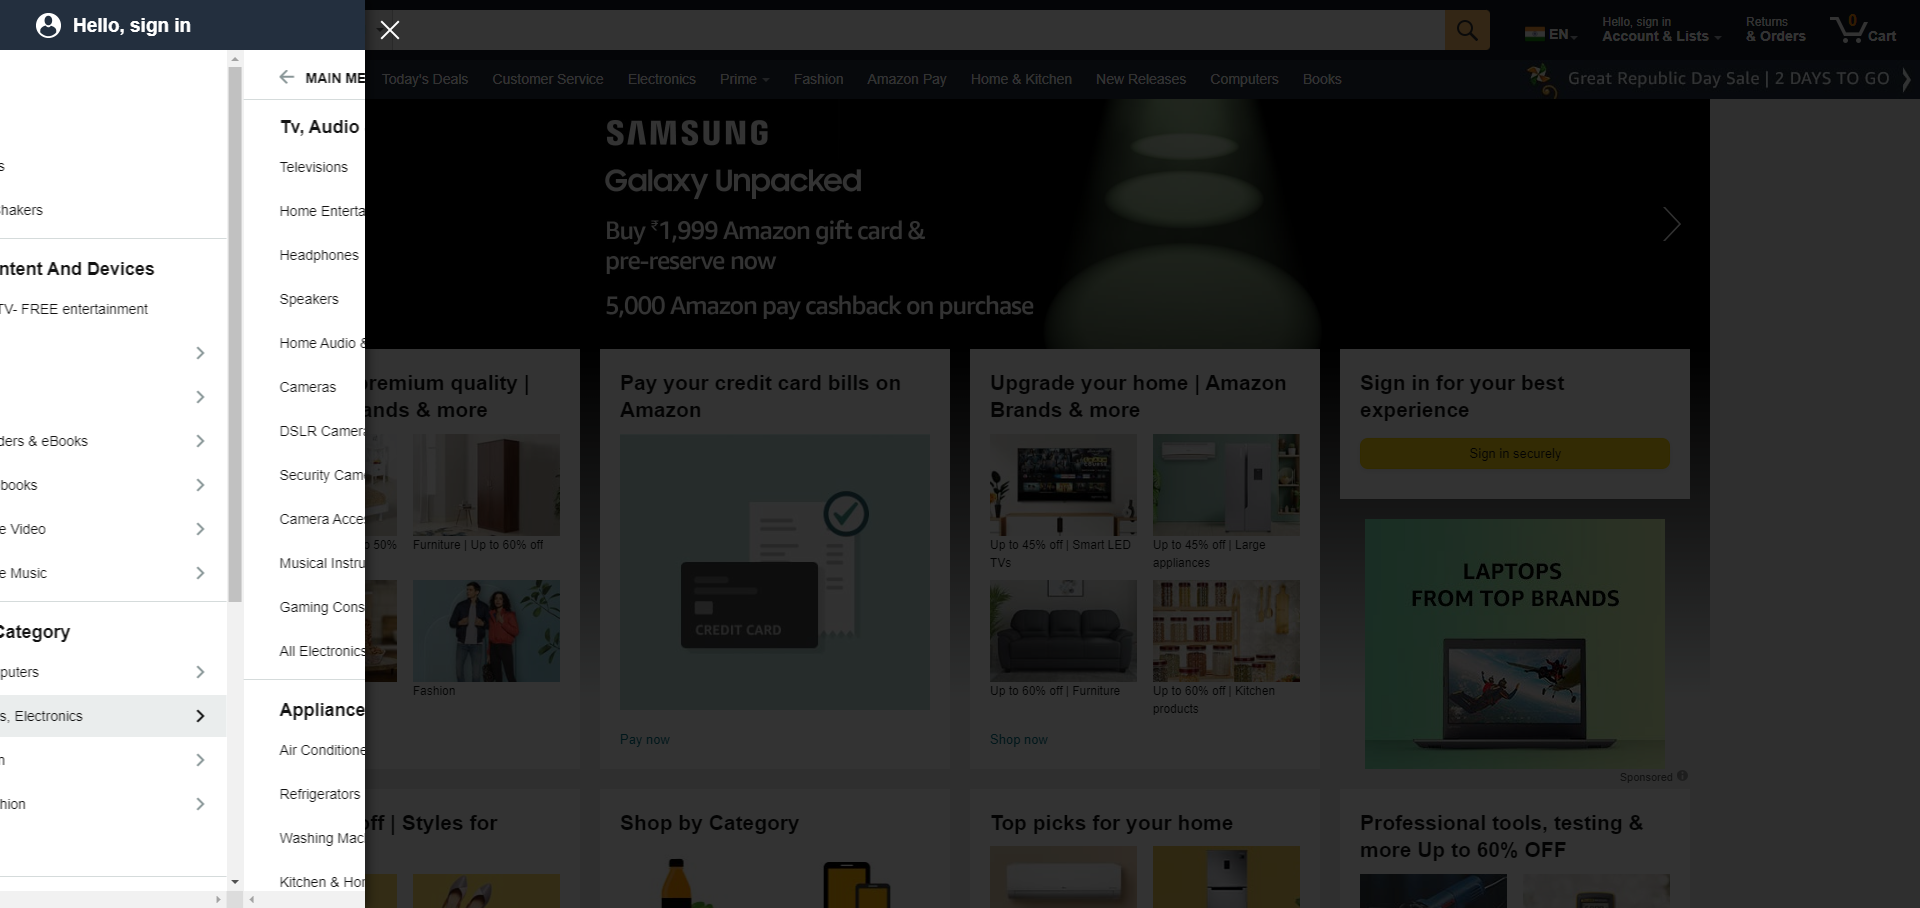 Hello, sign in
EN
Hello, sign in
Account & Lists
Returns
& Orders
0
Cart
Today's Deals
Customer Service
Electronics
Prime
Fashion
Amazon Pay
Home & Kitchen
New Releases
Computers
Books
Great Republic Day Sale | 2 DAYS TO GO
s
hakers
ntent And Devices
TV- FREE entertainment
ders & eBooks
books
e Video
e Music
Category
puters
s, Electronics
n
hion
MAIN ME
Tv, Audio
Televisions
Home Enterta
Headphones
Speakers
Home Audio &
Cameras
DSLR Camera
Security Cam
Camera Acces
Musical Instru
Gaming Cons
All Electronics
Appliance
Air Conditione
Refrigerators
Washing Mac
Kitchen & Hom
SAMSUNG
Galaxy Unpacked
Buy ₹1,999 Amazon gift card &
pre-reserve now
5,000 Amazon pay cashback on purchase
premium quality |
ands & more
o 50%
Furniture | Up to 60% off
Fashion
Pay your credit card bills on
Amazon
CREDIT CARD
Pay now
Upgrade your home | Amazon
Brands & more
Up to 45% off | Smart LED
TVs
Up to 45% off | Large
appliances
Up to 60% off | Furniture
Up to 60% off | Kitchen
products
Shop now
Sign in for your best
experience
Sign in securely
LAPTOPS
FROM TOP BRANDS
Sponsored
off | Styles for
Shop by Category
Top picks for your home
Professional tools, testing &
more Up to 60% OFF